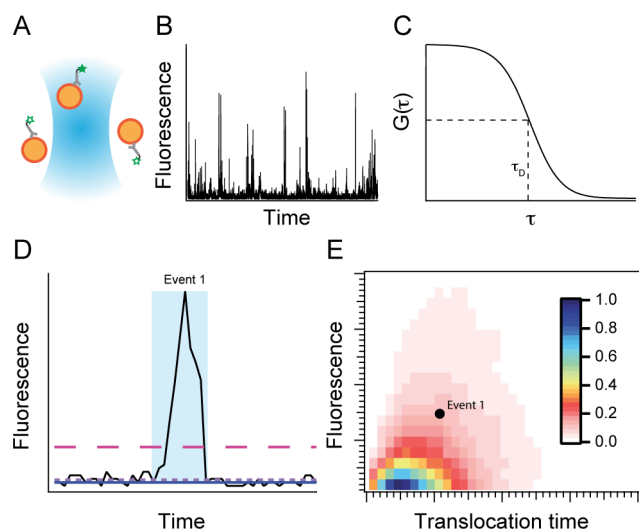 A
B
Fluorescence
Time
C
G(τ)
τD
τ
D
Event 1
Fluorescence
Time
E
Fluorescence
Event 1
1.0
0.8
0.6
0.4
0.2
0.0
Translocation time